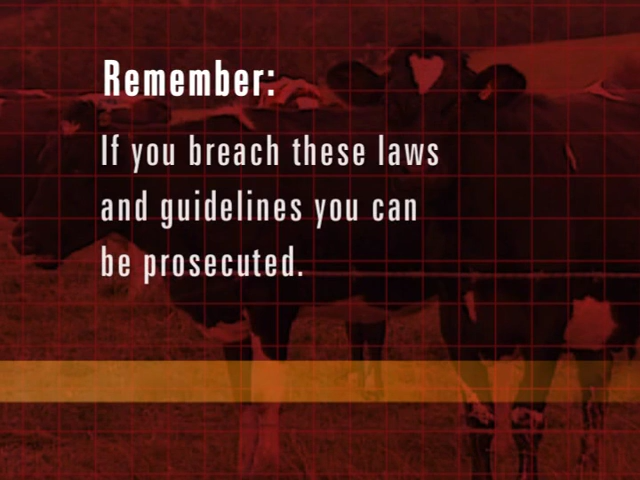 Remember:
If you breach these laws
and guidelines you can
be prosecuted.